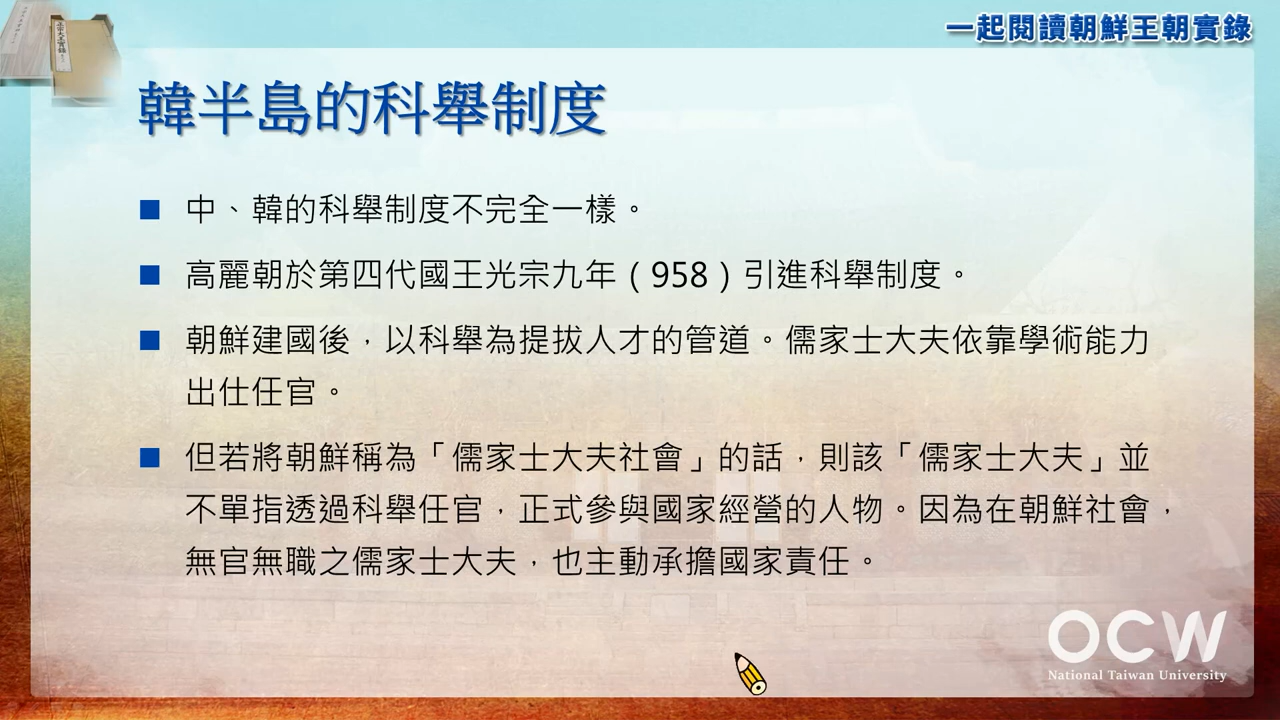 一起閱讀朝鮮王朝實錄
韓半島的科舉制度
中、韓的科舉制度不完全一樣。
高麗朝於第四代國王光宗九年（958）引進科舉制度。
朝鮮建國後，以科舉為提拔人才的管道。儒家士大夫依靠學術能力
出仕任官。
但若將朝鮮稱為「儒家士大夫社會」的話，則該「儒家士大夫」並
不單指透過科舉任官，正式參與國家經營的人物。因為在朝鮮社會，
無官無職之儒家士大夫，也主動承擔國家責任。
OCW
National Taiwan University